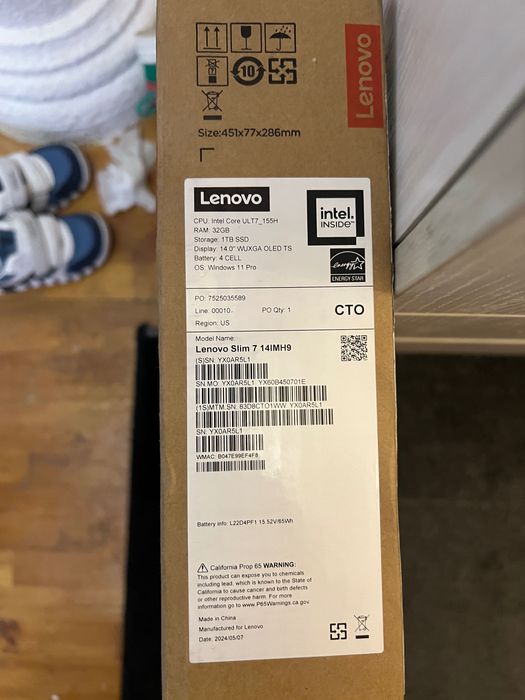 Lenovo
10
Size:451x77x286mm
Lenovo
intel.
INSIDE™
CPU: Intel Core ULT7_155H
RAM: 32GB
Storage: 1TB SSD
Display: 14.0" WUXGA OLED TS
Battery: 4 CELL
OS: Windows 11 Pro
energy
ENERGY STAR
PO: 7525035589
Line: 00010.
PO Qty: 1
CTO
Region: US
Model Name:
Lenovo Slim 7 14IMH9
(S)SN: YX0AR5L1
SN.MO: YX0AR5L1 YX60B450701E
(1S)MTM.SN: 83D8CTO1WW YX0AR5L1
SN: YX0AR5L1
WMAC: B047E99EF4F8
Battery info: L22D4PF1 15.52V/65Wh
California Prop 65 WARNING:
This product can expose you to chemicals
including lead, which is known to the State of
California to cause cancer and birth defects
or other reproductive harm. For more
information go to www.P65Warnings.ca.gov
Made in China
Manufactured for Lenovo
Date: 2024/05/07